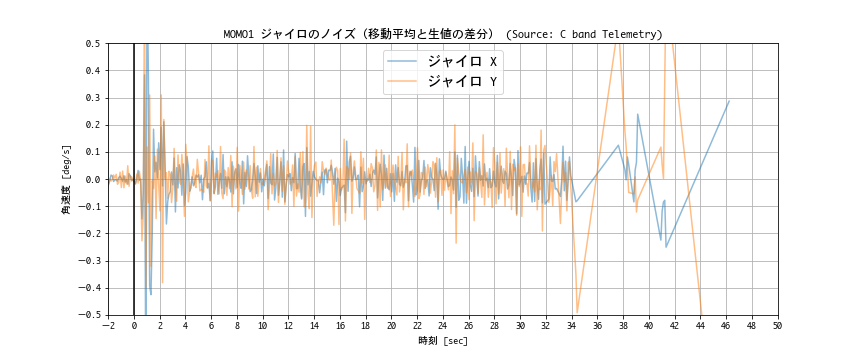 MOMO1 ジャイロのノイズ（移動平均と生値の差分） (Source: C band Telemetry)
ジャイロ X
ジャイロ Y
角速度 [deg/s]
0.5
0.4
0.3
0.2
0.1
0.0
−0.1
−0.2
−0.3
−0.4
−0.5
−2 0 2 4 6 8 10 12 14 16 18 20 22 24 26 28 30 32 34 36 38 40 42 44 46 48 50
時刻 [sec]